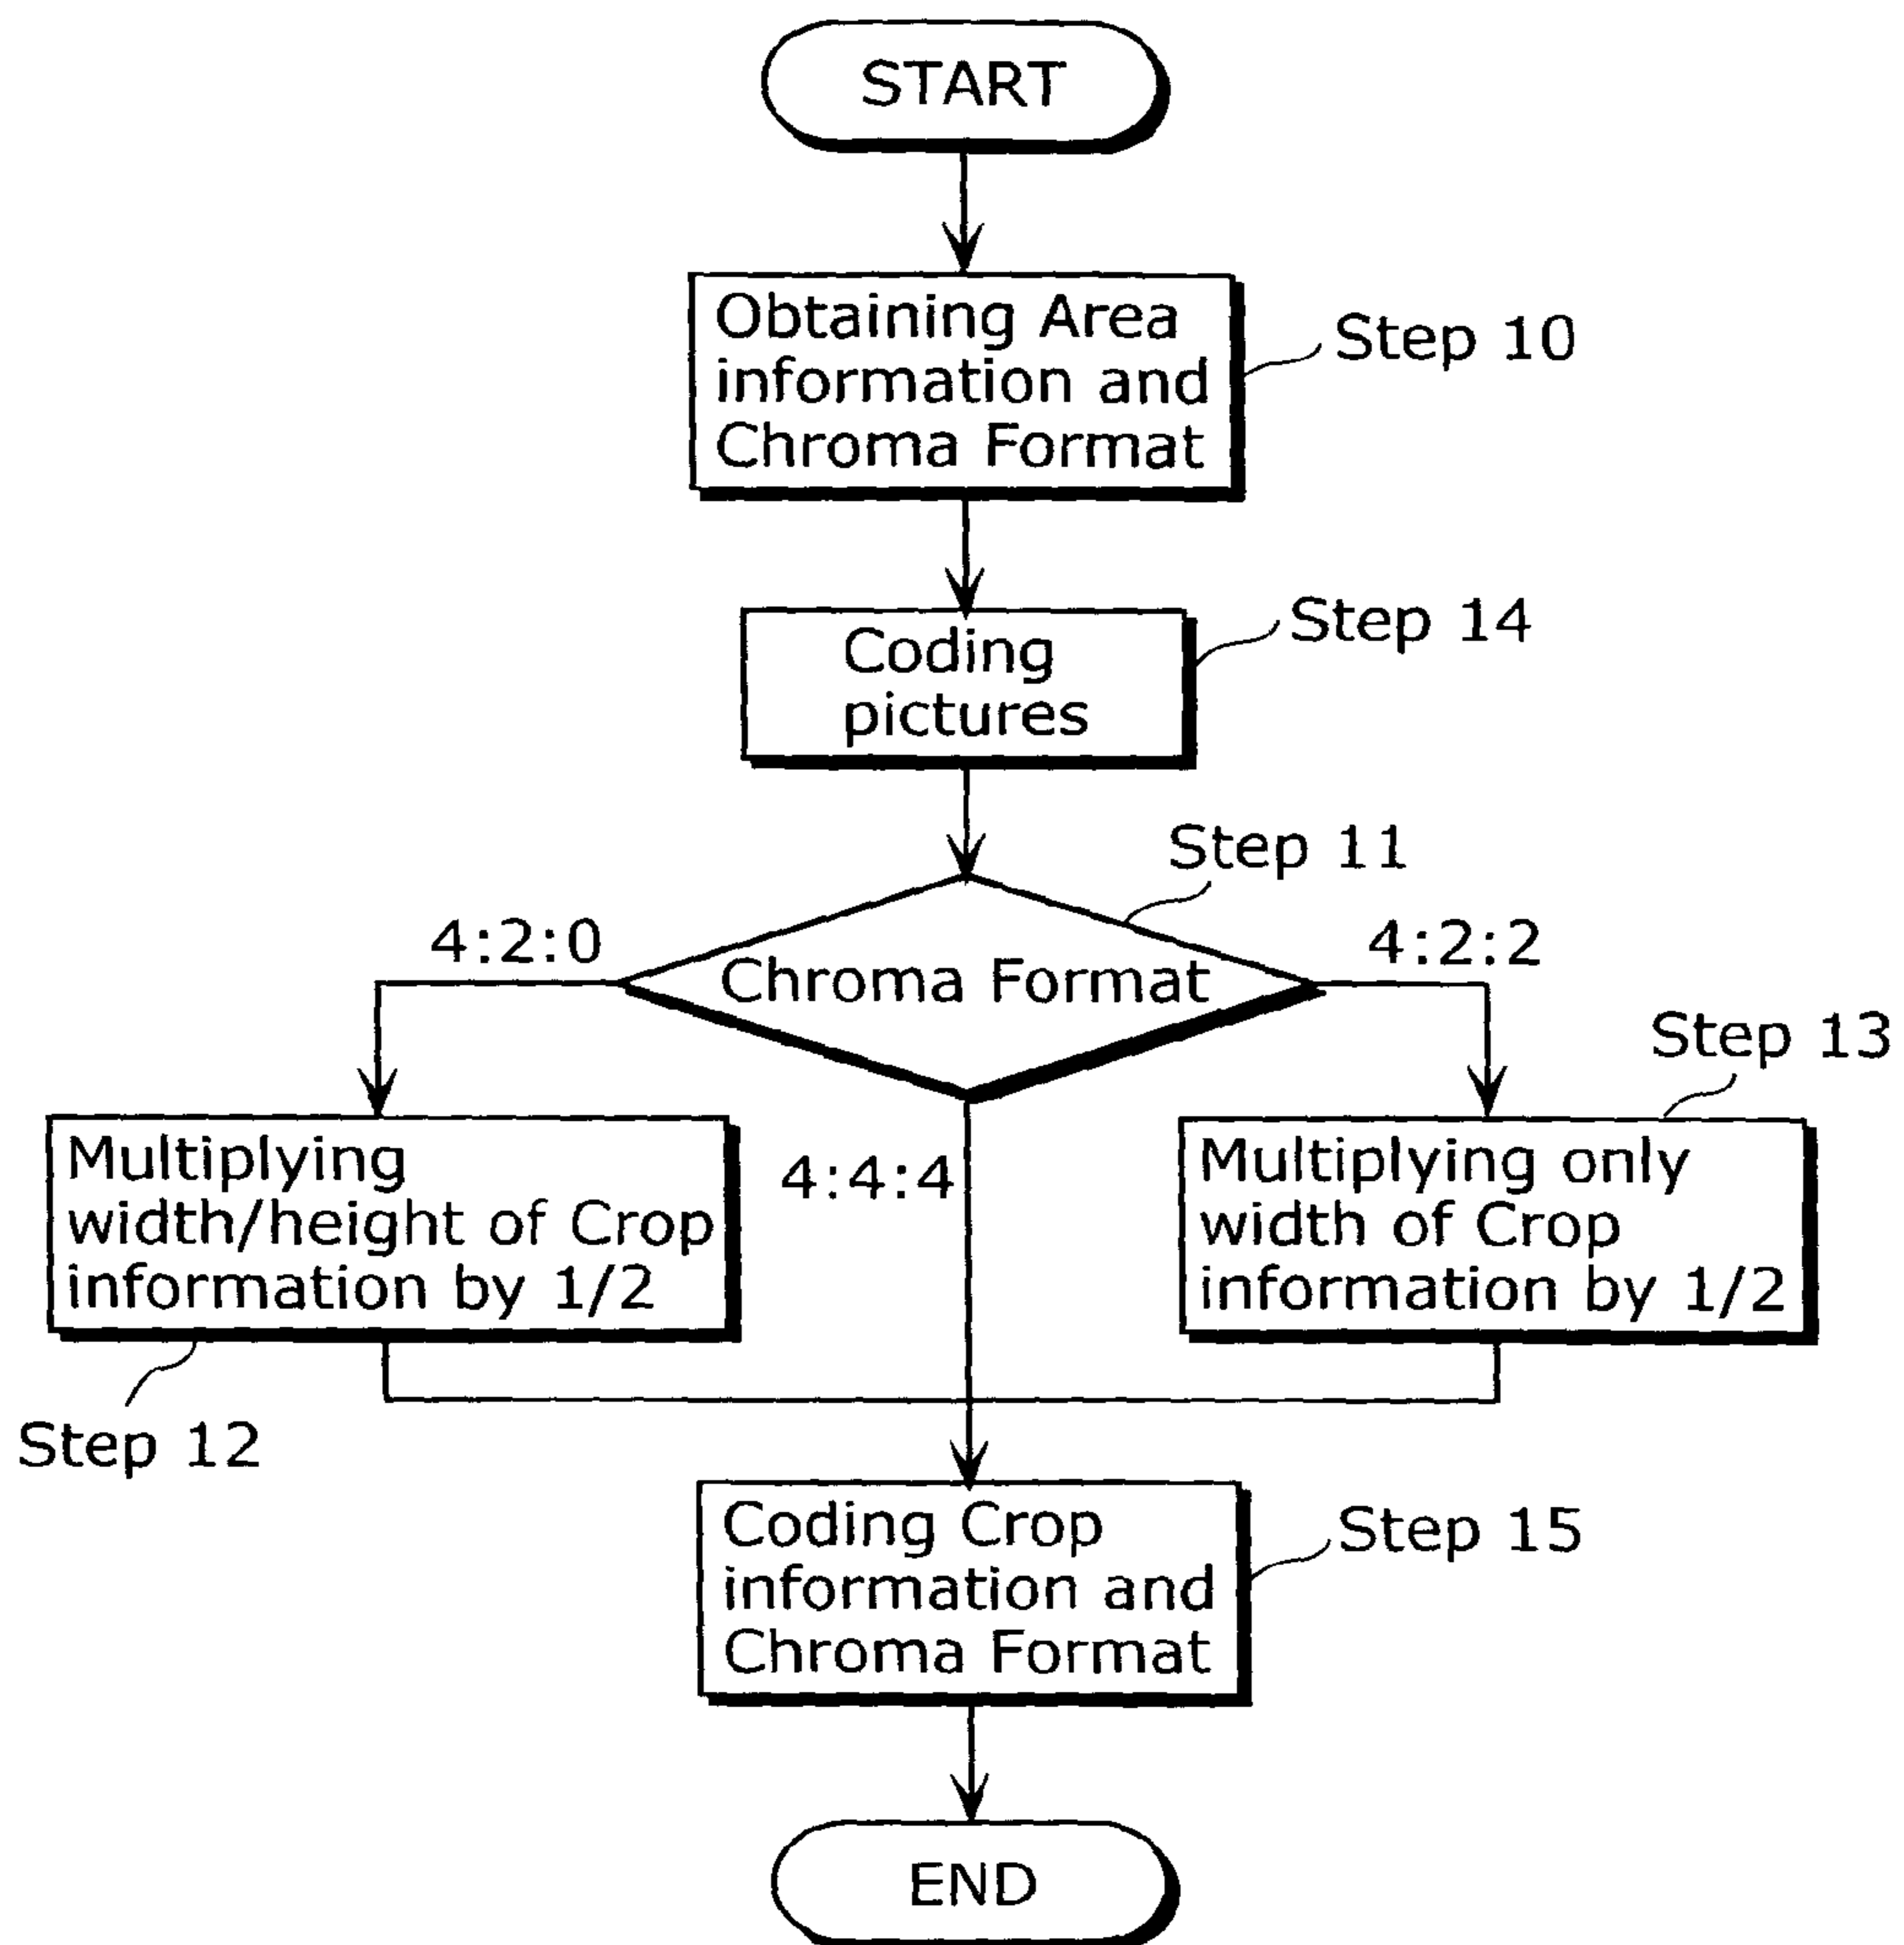 START
Obtaining Area
information and
Chroma Format
Step 10
Coding
pictures
Step 14
Step 11
4:2:0
Chroma Format
4:2:2
Step 13
Multiplying
width/height of Crop
information by 1/2
4:4:4
Multiplying only
width of Crop
information by 1/2
Step 12
Coding Crop
information and
Chroma Format
Step 15
END